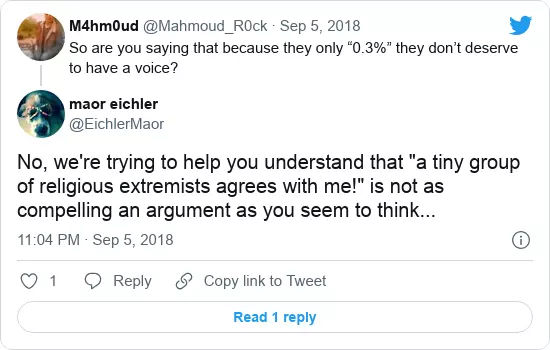 M4hm0ud @Mahmoud_R0ck · Sep 5, 2018
So are you saying that because they only “0.3%” they don’t deserve
to have a voice?
maor eichler
@EichlerMaor
No, we're trying to help you understand that "a tiny group
of religious extremists agrees with me!" is not as
compelling an argument as you seem to think...
11:04 PM · Sep 5, 2018
1 Reply Copy link to Tweet
Read 1 reply